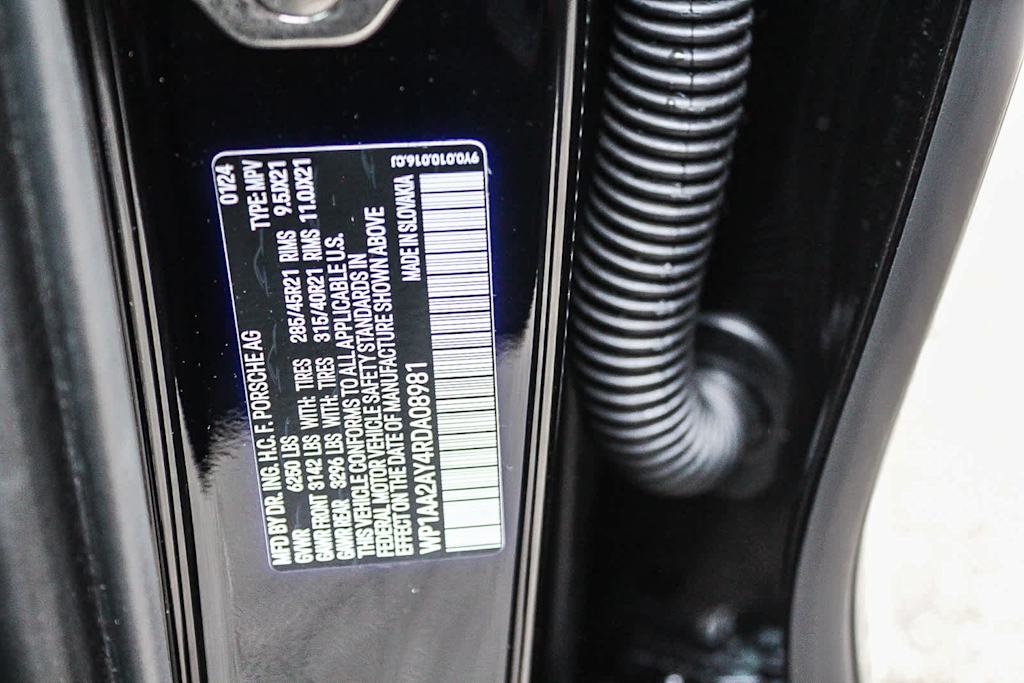 MFD BY DR. ING. H.C. F. PORSCHE AG 01/24
GVWR 6250 LBS TYPE: MPV
GAWR FRONT 3142 LBS WITH: TIRES 285/45R21 RIMS 9.5JX21
GAWR REAR 3296 LBS WITH: TIRES 315/40R21 RIMS 11.0JX21
THIS VEHICLE CONFORMS TO ALL APPLICABLE U.S.
FEDERAL MOTOR VEHICLE SAFETY STANDARDS IN
EFFECT ON THE DATE OF MANUFACTURE SHOWN ABOVE
WP1AA2AY4RDA08981 MADE IN SLOVAKIA
9Y0.010.016.DJ